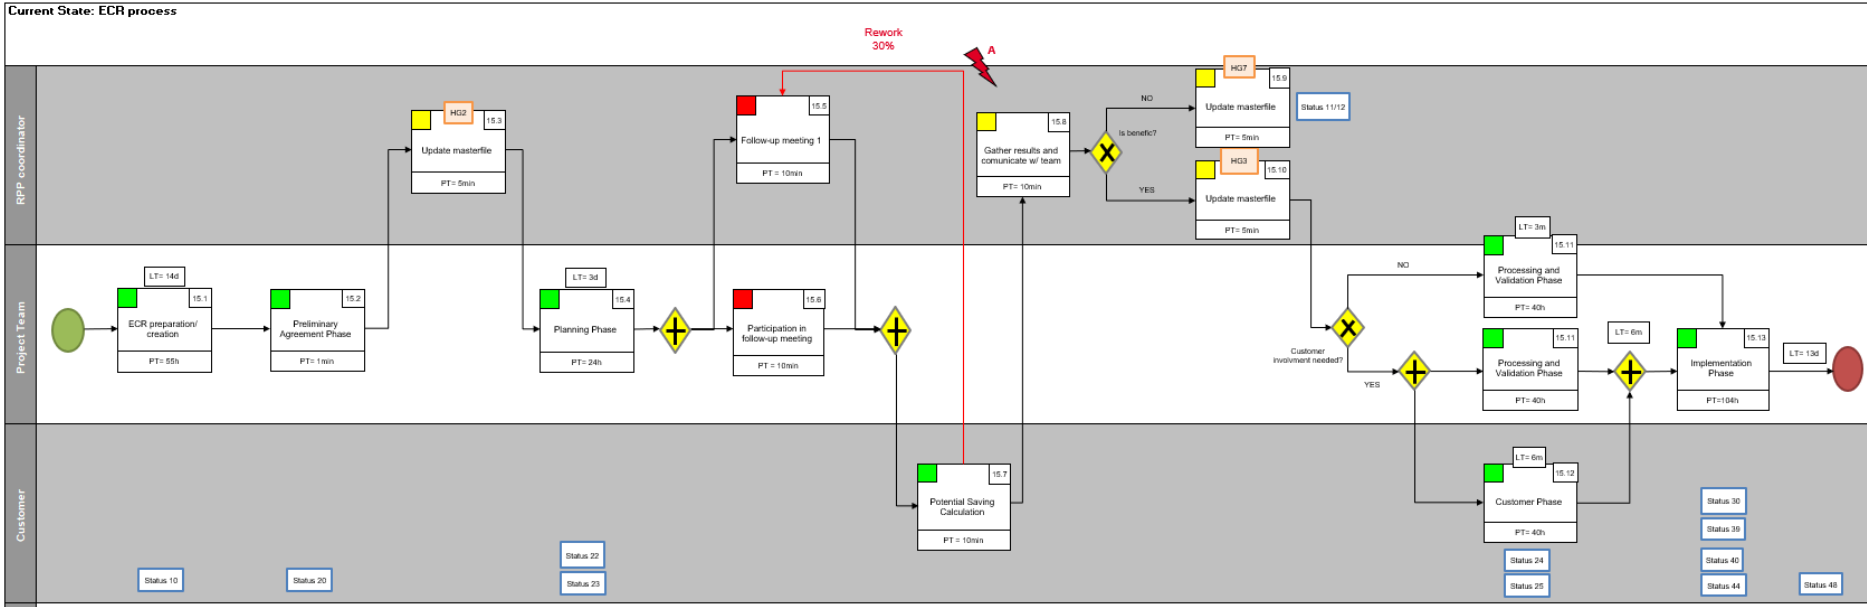 Current State: ECR process
Rework
30%
A
RPP coordinator
HG2
15.3
Update masterfile
PT= 5min
15.5
Follow-up meeting 1
PT = 10min
15.8
Gather results and
comunicate w/ team
PT= 10min
Is benefic?
NO
YES
HG7
15.9
Update masterfile
PT= 5min
Status 11/12
HG3
15.10
Update masterfile
PT= 5min
Project Team
LT= 14d
15.1
ECR preparation/
creation
PT= 55h
15.2
Preliminary
Agreement Phase
PT= 1min
LT= 3d
15.4
Planning Phase
PT= 24h
15.6
Participation in
follow-up meeting
PT = 10min
Customer
involvment needed?
NO
YES
LT= 3m
15.11
Processing and
Validation Phase
PT= 40h
15.11
Processing and
Validation Phase
PT= 40h
LT= 6m
15.13
Implementation
Phase
PT=104h
LT= 13d
Customer
15.7
Potential Saving
Calculation
PT = 10min
LT= 6m
15.12
Customer Phase
PT= 40h
Status 10
Status 20
Status 22
Status 23
Status 24
Status 25
Status 30
Status 39
Status 40
Status 44
Status 48